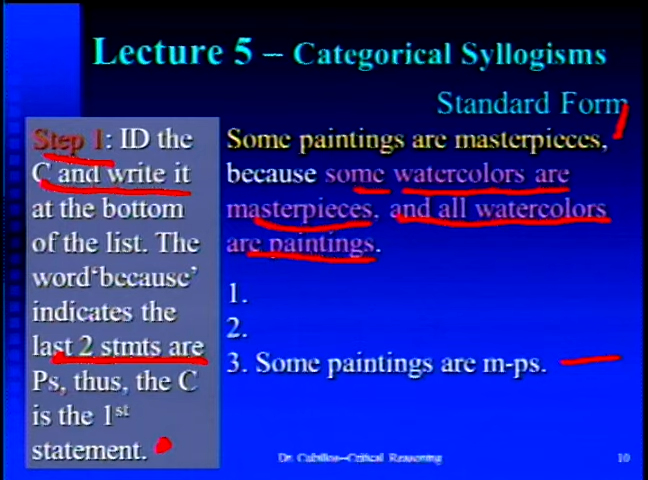 Lecture 5 – Categorical Syllogisms
Standard Form
Step 1: ID the
C and write it
at the bottom
of the list. The
word‘because’
indicates the
last 2 stmts are
Ps, thus, the C
is the 1st
statement.
Some paintings are masterpieces,
because some watercolors are
masterpieces, and all watercolors
are paintings.
1.
2.
3. Some paintings are m-ps.
Dr. Cubillos--Critical Reasoning
10